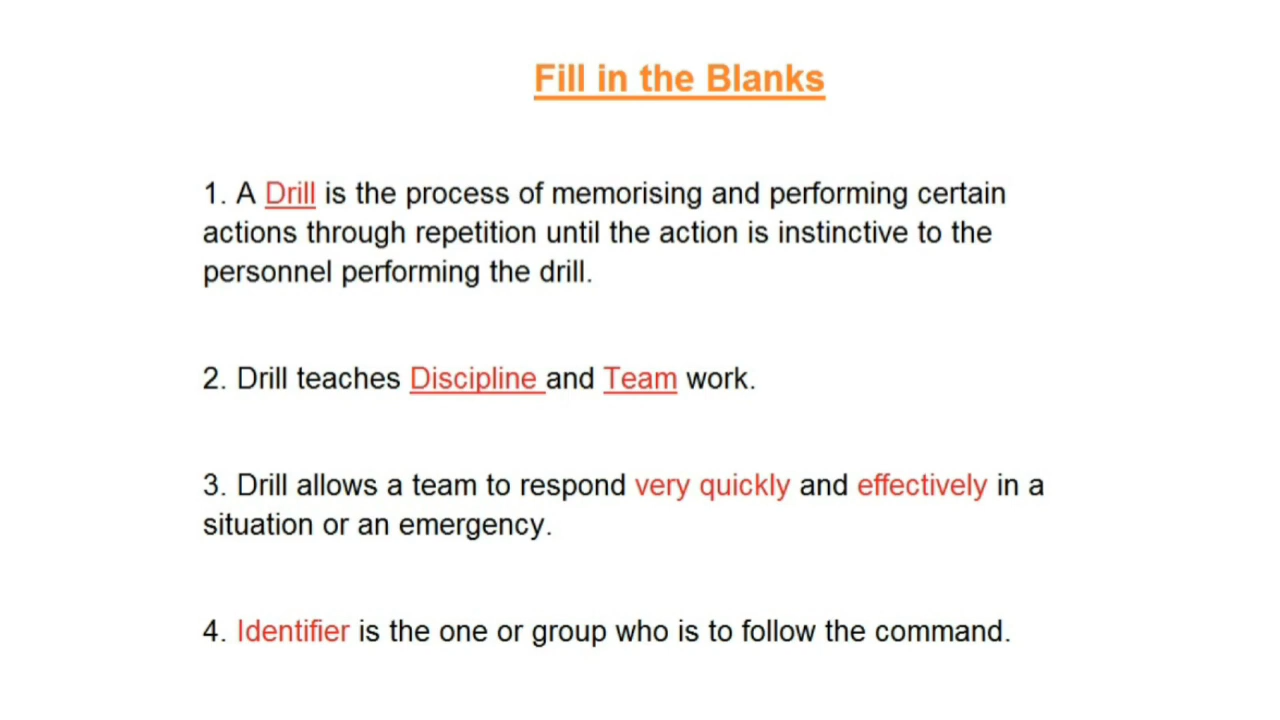 Fill in the Blanks
1. A Drill is the process of memorising and performing certain
actions through repetition until the action is instinctive to the
personnel performing the drill.
2. Drill teaches Discipline and Team work.
3. Drill allows a team to respond very quickly and effectively in a
situation or an emergency.
4. Identifier is the one or group who is to follow the command.